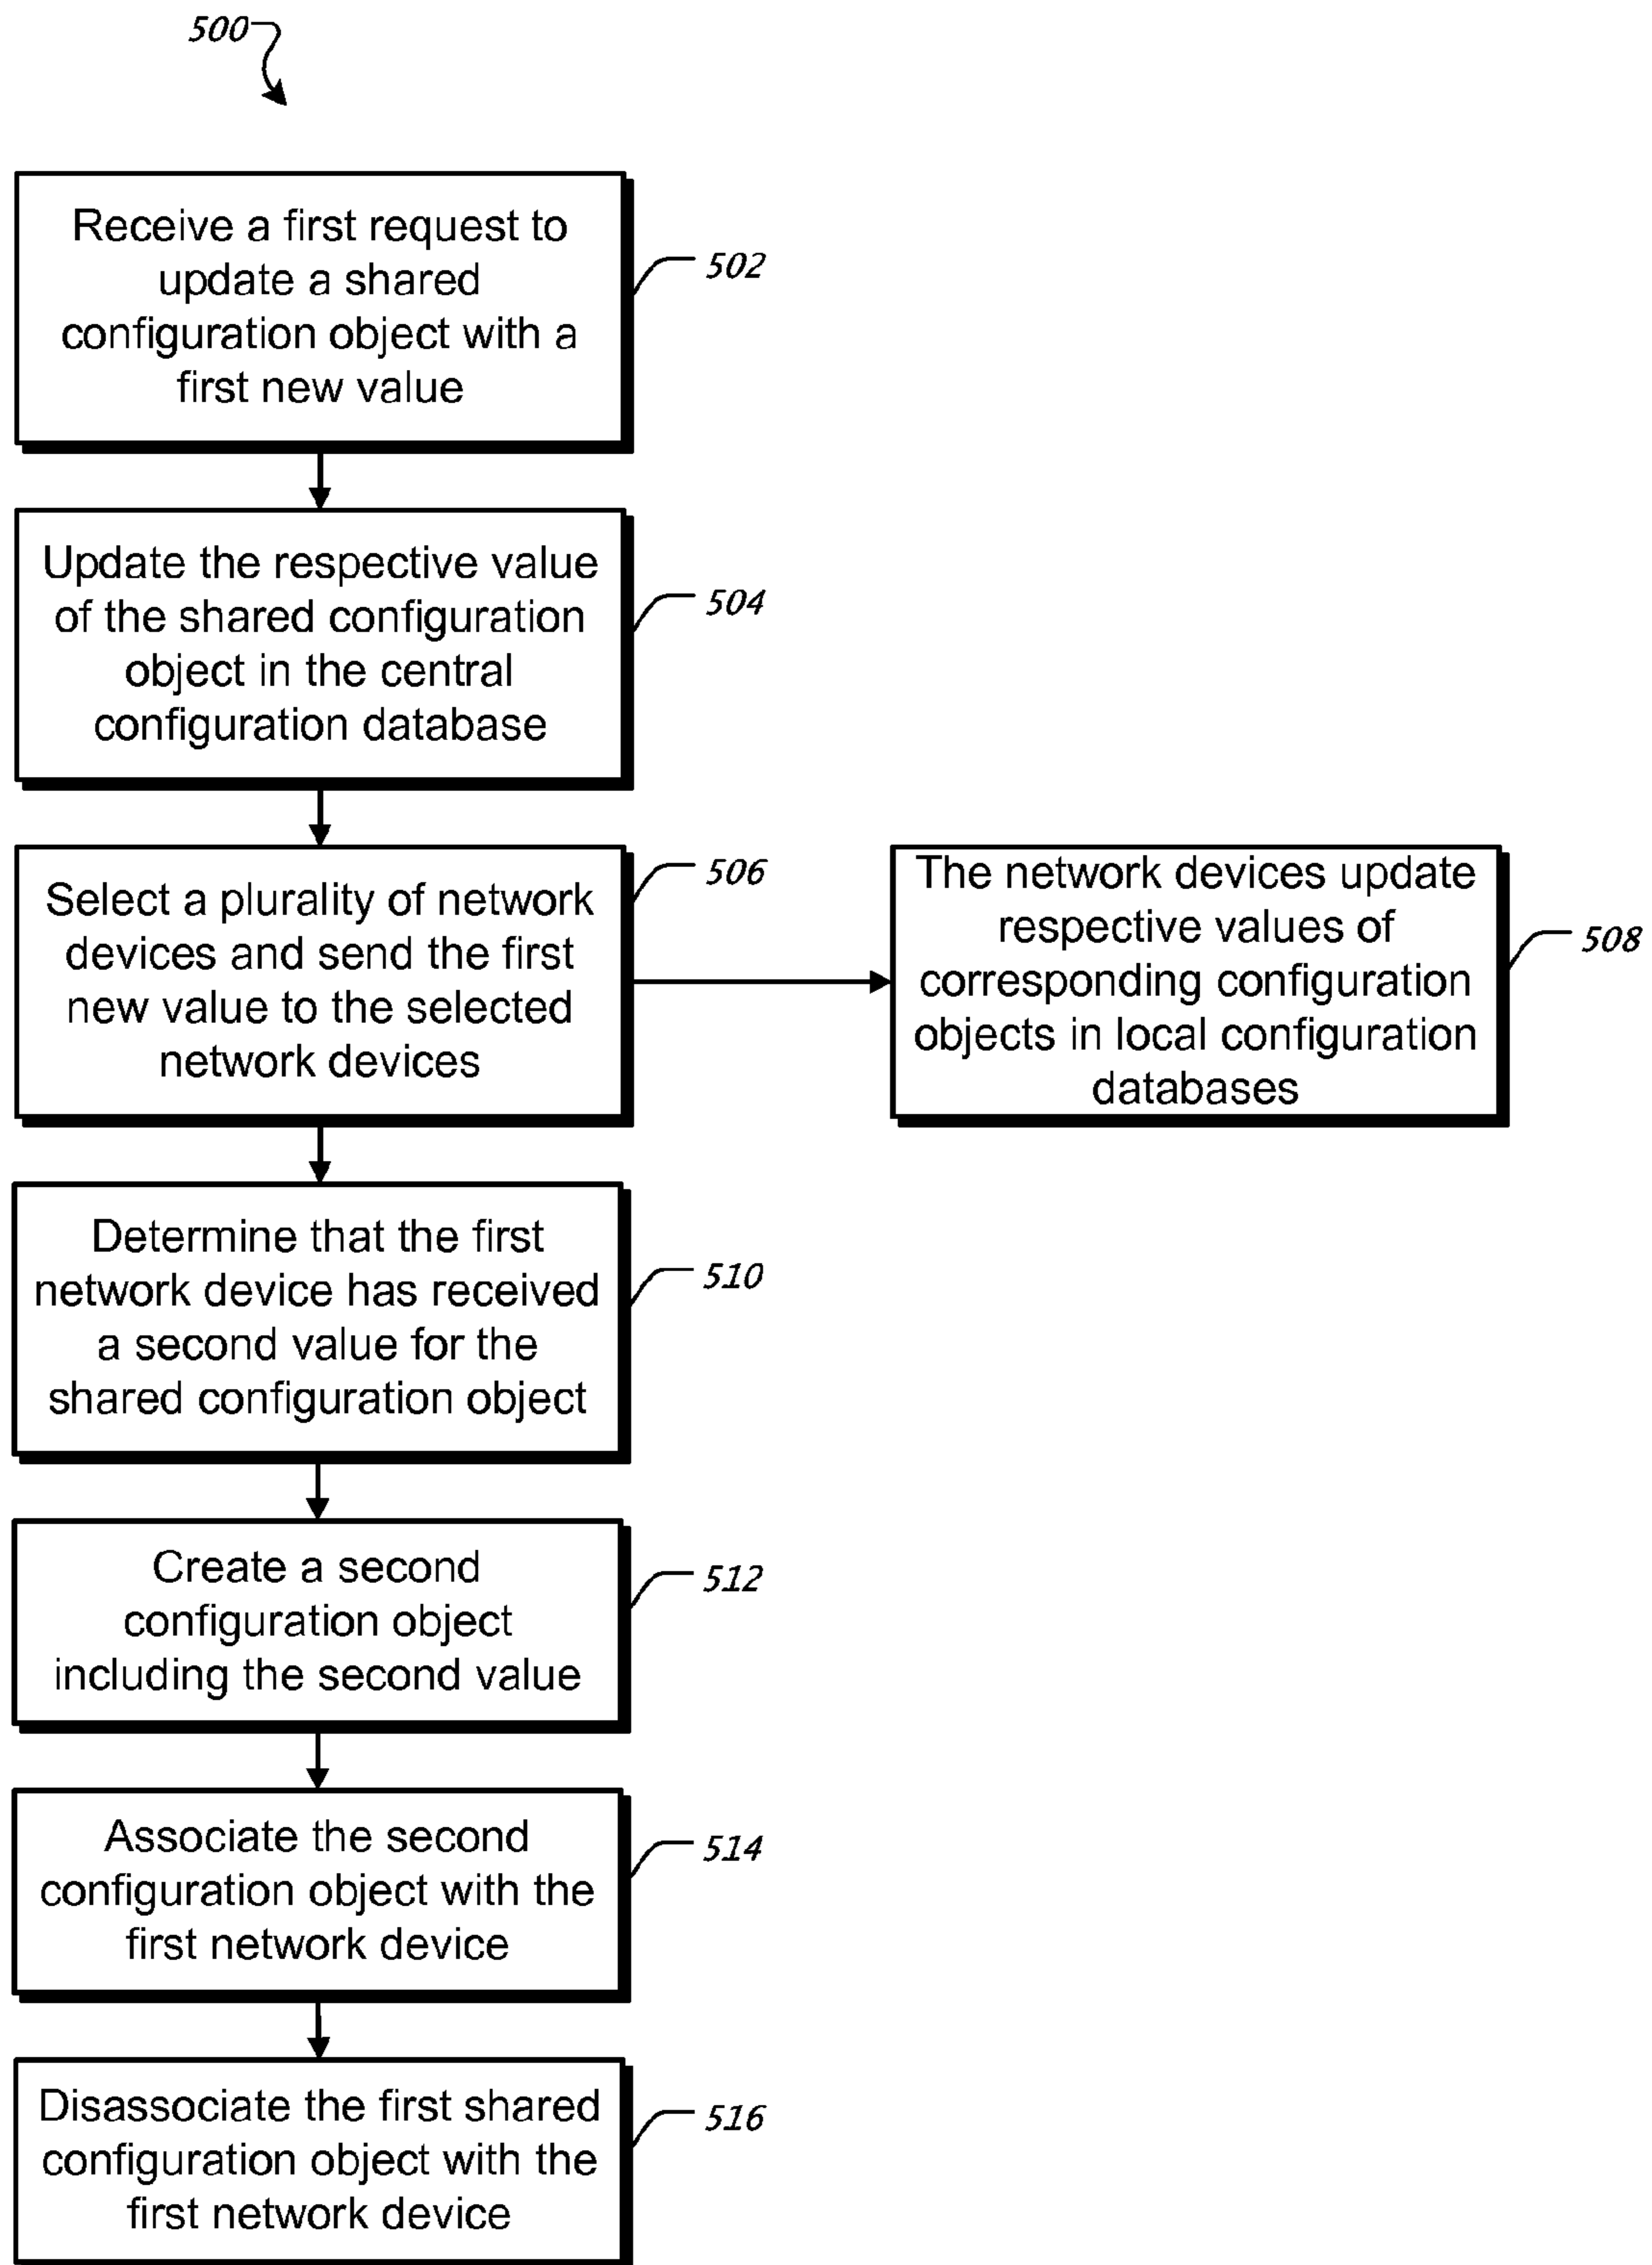 500
Receive a first request to
update a shared
configuration object with a
first new value
502
Update the respective value
of the shared configuration
object in the central
configuration database
504
Select a plurality of network
devices and send the first
new value to the selected
network devices
506
The network devices update
respective values of
corresponding configuration
objects in local configuration
databases
508
Determine that the first
network device has received
a second value for the
shared configuration object
510
Create a second
configuration object
including the second value
512
Associate the second
configuration object with the
first network device
514
Disassociate the first shared
configuration object with the
first network device
516